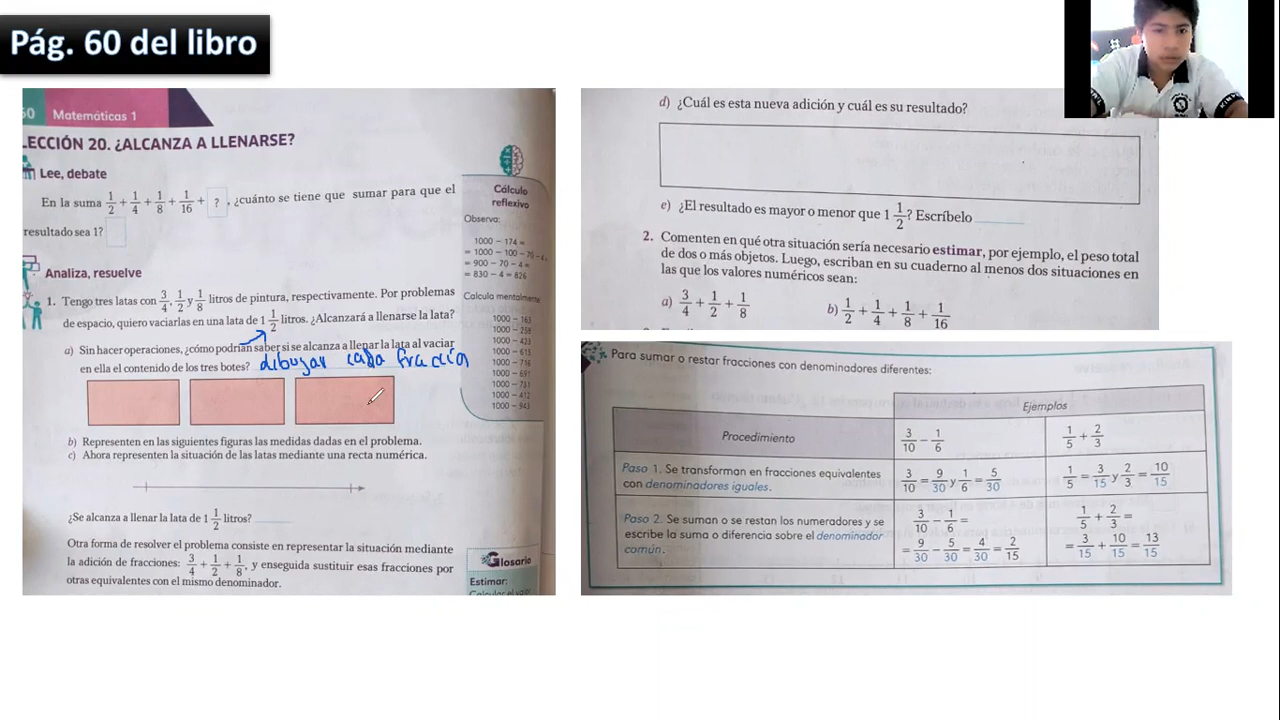 Pág. 60 del libro
60 Matemáticas 1
LECCIÓN 20. ¿ALCANZA A LLENARSE?
Lee, debate
En la suma 1/2 + 1/4 + 1/8 + 1/16 + ? , ¿cuánto se tiene que sumar para que el
resultado sea 1?
Analiza, resuelve
1. Tengo tres latas con 3/4, 1/2 y 1/8 litros de pintura, respectivamente. Por problemas
de espacio, quiero vaciarlas en una lata de 1 1/2 litros. ¿Alcanzará a llenarse la lata?
a) Sin hacer operaciones, ¿cómo podrían saber si se alcanza a llenar la lata al vaciar
en ella el contenido de los tres botes? dibujar cada fracción
b) Representen en las siguientes figuras las medidas dadas en el problema.
c) Ahora representen la situación de las latas mediante una recta numérica.
¿Se alcanza a llenar la lata de 1 1/2 litros?
Otra forma de resolver el problema consiste en representar la situación mediante
la adición de fracciones: 3/4 + 1/2 + 1/8, y enseguida sustituir esas fracciones por
otras equivalentes con el mismo denominador.
Cálculo
reflexivo
Observa:
1000 – 174 =
= 1000 – 100 – 70 – 4
= 900 – 70 – 4 =
= 830 – 4 = 826
Calcula mentalmente
1000 – 163
1000 – 258
1000 – 423
1000 – 615
1000 – 716
1000 – 691
1000 – 731
1000 – 412
1000 – 943
Glosario
Estimar:
d) ¿Cuál es esta nueva adición y cuál es su resultado?
e) ¿El resultado es mayor o menor que 1 1/2? Escríbelo
2. Comenten en qué otra situación sería necesario estimar, por ejemplo, el peso total
de dos o más objetos. Luego, escriban en su cuaderno al menos dos situaciones en
las que los valores numéricos sean:
a) 3/4 + 1/2 + 1/8 b) 1/2 + 1/4 + 1/8 + 1/16
Para sumar o restar fracciones con denominadores diferentes:
Procedimiento
Ejemplos
3/10 – 1/6
1/5 + 2/3
Paso 1. Se transforman en fracciones equivalentes
con denominadores iguales.
3/10 = 9/30 y 1/6 = 5/30
1/5 = 3/15 y 2/3 = 10/15
Paso 2. Se suman o se restan los numeradores y se
escribe la suma o diferencia sobre el denominador
común.
3/10 – 1/6 =
= 9/30 – 5/30 = 4/30 = 2/15
1/5 + 2/3 =
= 3/15 + 10/15 = 13/15